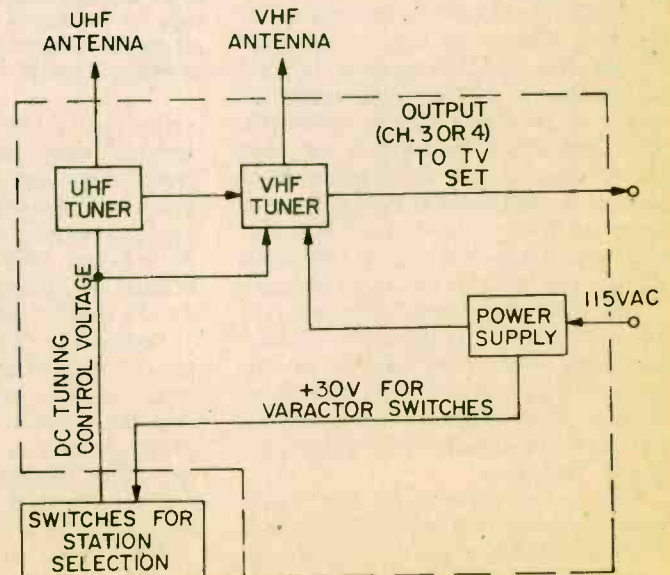 UHF
ANTENNA
VHF
ANTENNA
OUTPUT
(CH. 3 OR 4)
TO TV
SET
UHF
TUNER
VHF
TUNER
DC TUNING
CONTROL VOLTAGE
115VAC
POWER
SUPPLY
+30V FOR
VARACTOR SWITCHES
SWITCHES FOR
STATION
SELECTION